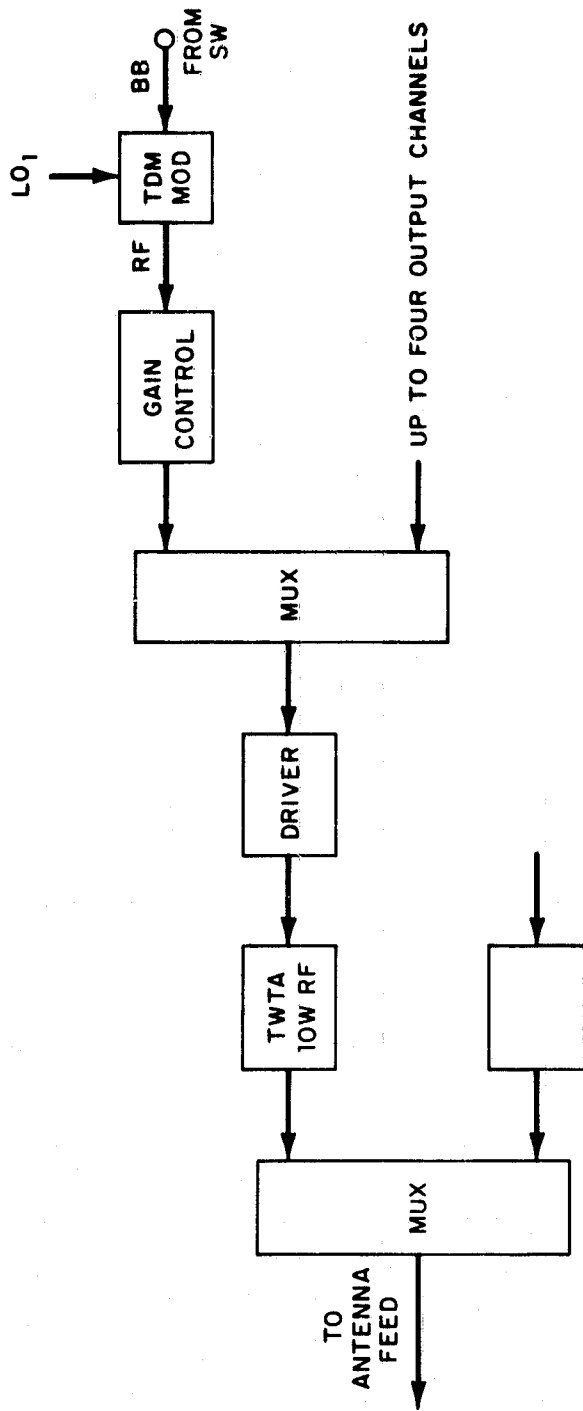 LO1
BB
FROM
SW
TDM
MOD
RF
GAIN
CONTROL
UP TO FOUR OUTPUT CHANNELS
MUX
DRIVER
TWTA
10W RF
MUX
TO
ANTENNA
FEED